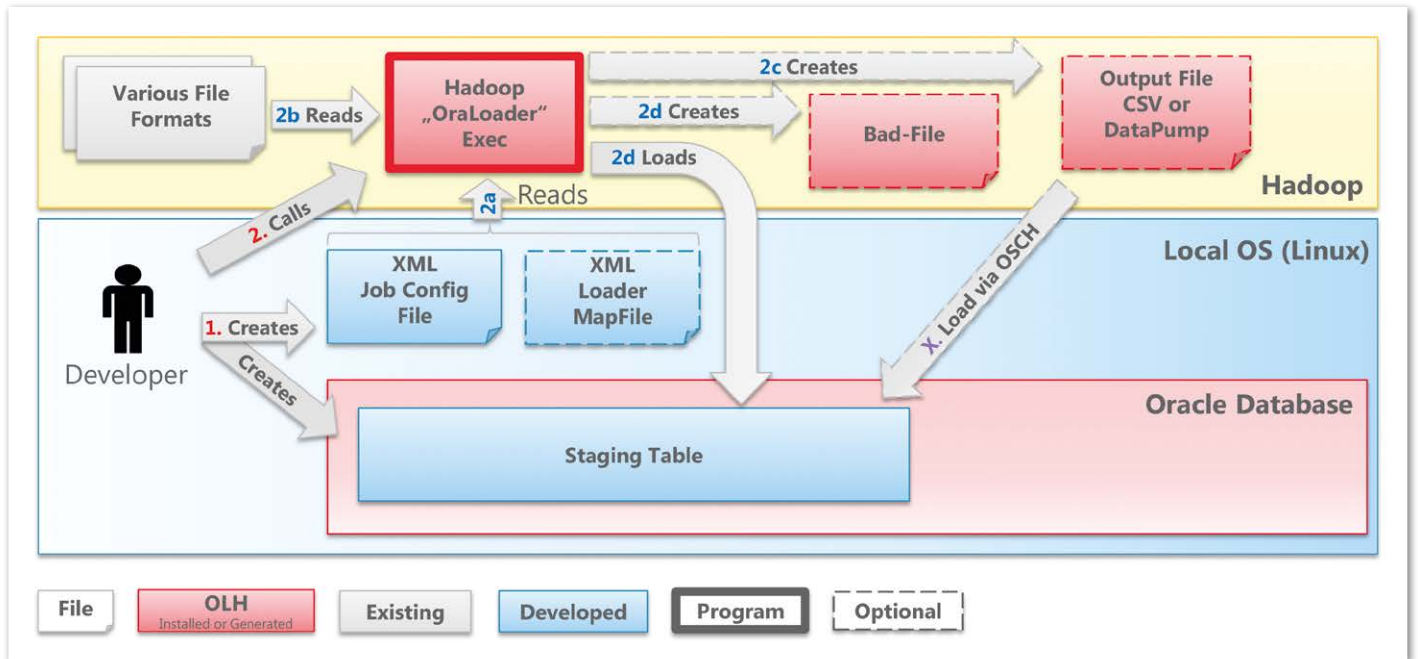 Various File
Formats
2b Reads
Hadoop
„OraLoader“
Exec
2c Creates
2d Creates
2d Loads
Bad-File
Output File
CSV or
DataPump
Hadoop
2. Calls
2a
Reads
Local OS (Linux)
XML
Job Config
File
XML
Loader
MapFile
X. Load via OSCH
1. Creates
Developer
Creates
Oracle Database
Staging Table
File
OLH
Installed or Generated
Existing
Developed
Program
Optional